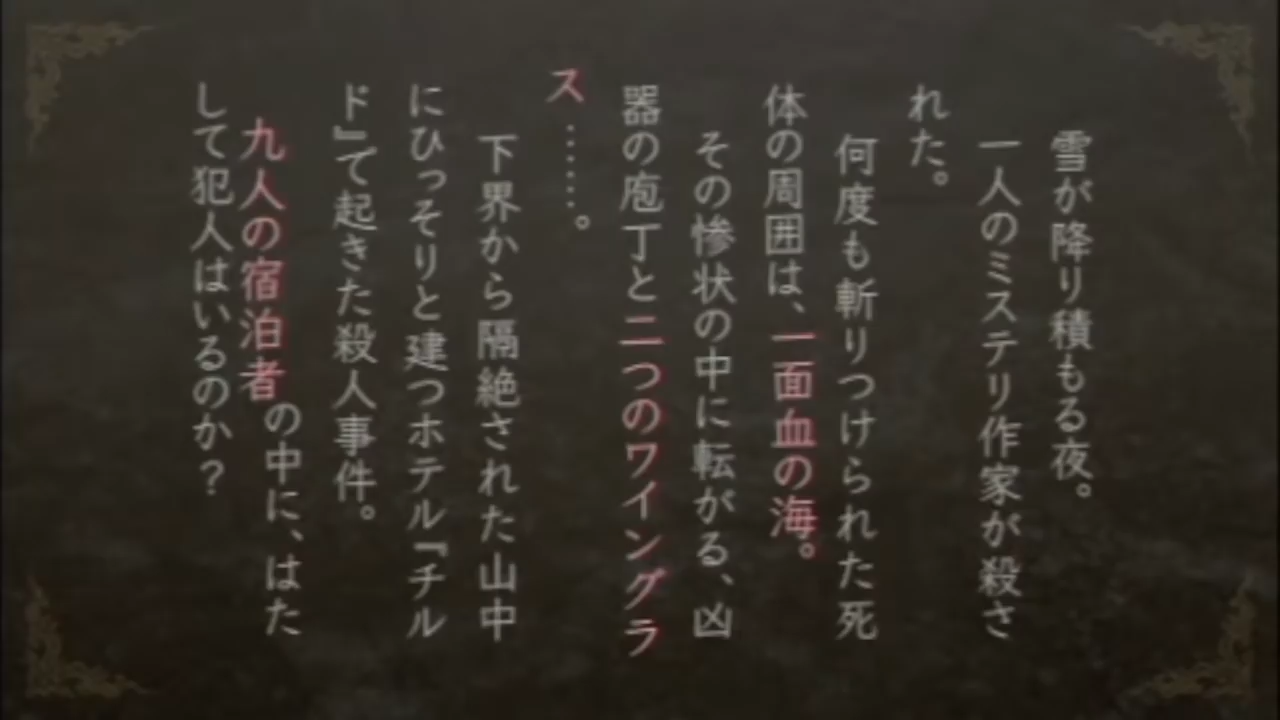 雪が降り積もる夜。
一人のミステリ作家が殺さ
れた。
何度も斬りつけられた死
体の周囲は、一面血の海。
その惨状の中に転がる、凶
器の庖丁と二つのワイングラ
ス……。
下界から隔絶された山中
にひっそりと建つホテル『チル
ド』て起きた殺人事件。
九人の宿泊者の中に、はた
して犯人はいるのか?